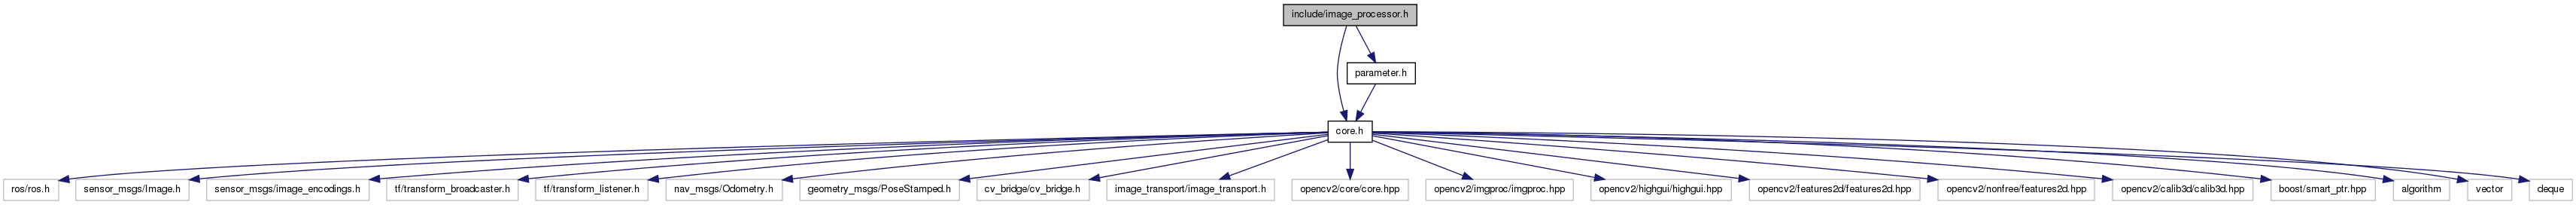 include/image_processor.h
parameter.h
core.h
ros/ros.h
sensor_msgs/Image.h
sensor_msgs/image_encodings.h
tf/transform_broadcaster.h
tf/transform_listener.h
nav_msgs/Odometry.h
geometry_msgs/PoseStamped.h
cv_bridge/cv_bridge.h
image_transport/image_transport.h
opencv2/core/core.hpp
opencv2/imgproc/imgproc.hpp
opencv2/highgui/highgui.hpp
opencv2/features2d/features2d.hpp
opencv2/nonfree/features2d.hpp
opencv2/calib3d/calib3d.hpp
boost/smart_ptr.hpp
algorithm
vector
deque